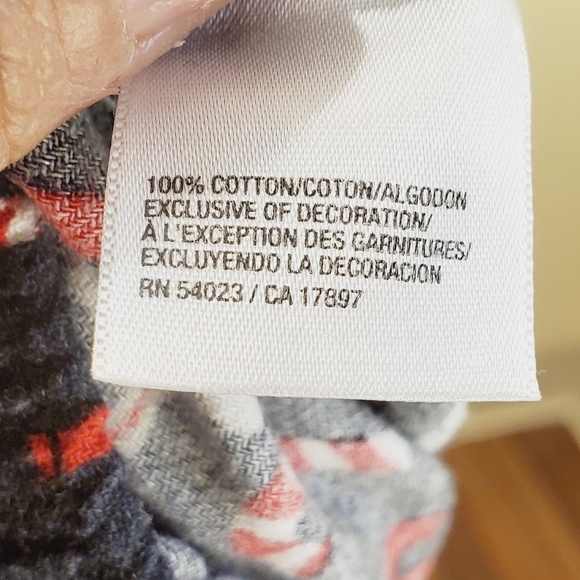 100% COTTON/COTON/ALGODON
EXCLUSIVE OF DECORATION/
À L'EXCEPTION DES GARNITURES/
EXCLUYENDO LA DECORACION
RN 54023 / CA 17897